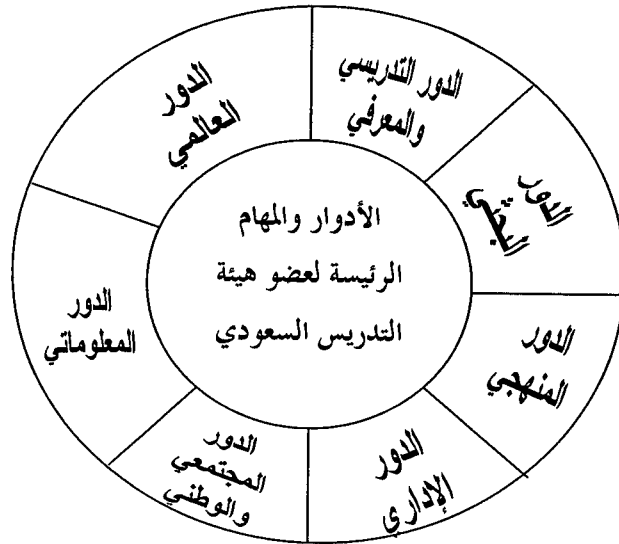 الدور التدريسي
والمعرفي
الدور
البحثي
الدور
المنهجي
الدور
الإداري
الدور
المجتمعي
والوطني
الدور
المعلوماتي
الدور
العالمي
الأدوار والمهام
الرئيسة لعضو هيئة
التدريس السعودي